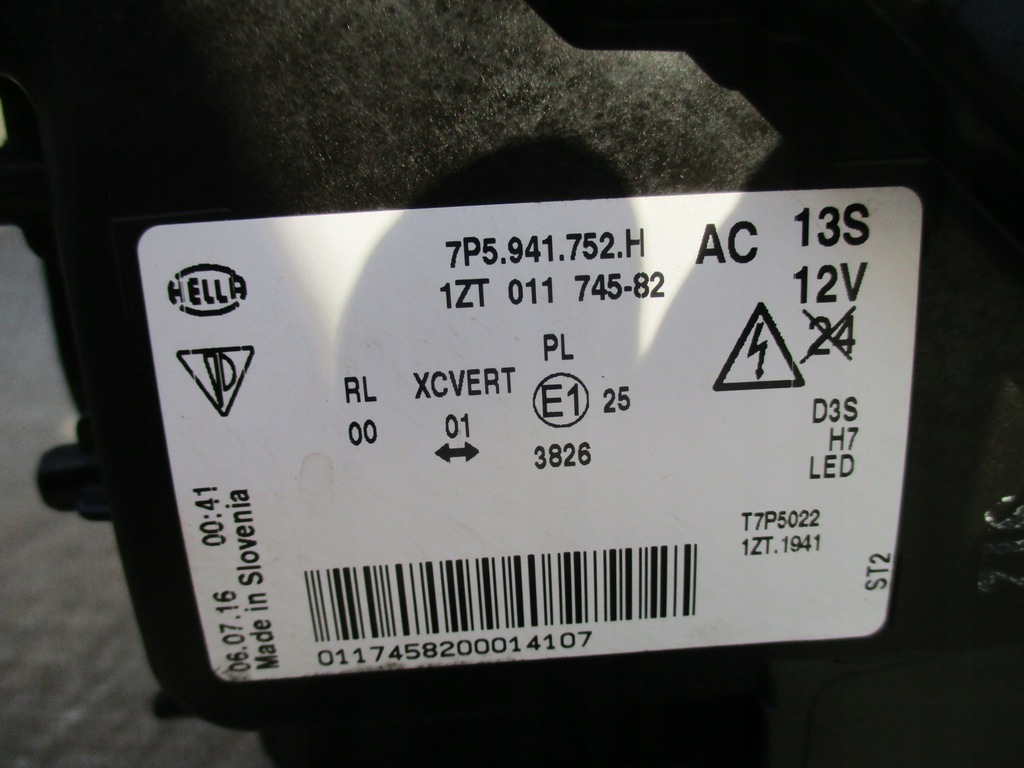 HELLA
7P5.941.752.H
1ZT 011 745-82
AC
13S
12V
24
RL
00
XCVERT
01
PL
E1 25
3826
D3S
H7
LED
T7P5022
1ZT.1941
ST2
06.07.16 00:41
Made in Slovenia
0117458200014107